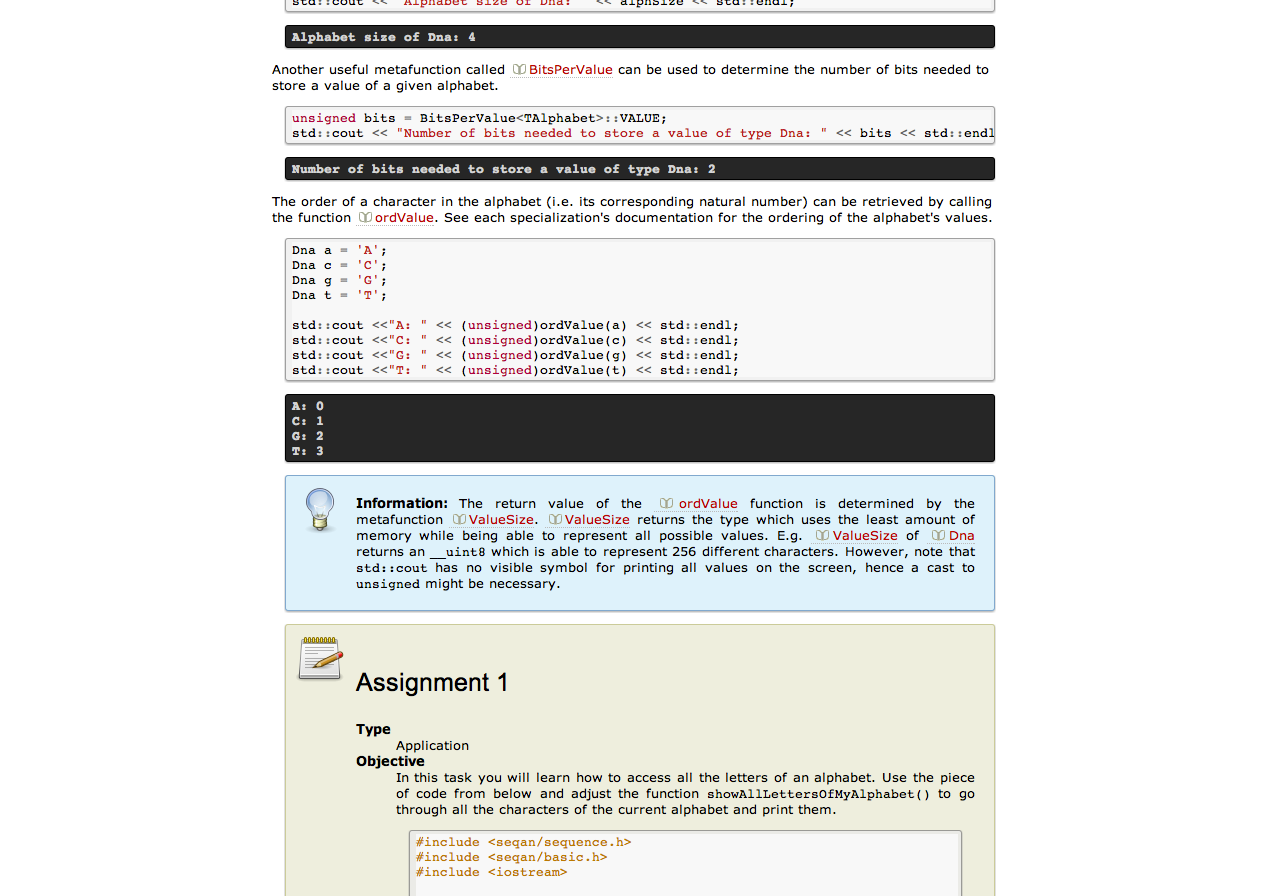 std::cout << "Alphabet size of Dna: " << alphSize << std::endl;
Alphabet size of Dna: 4
Another useful metafunction called BitsPerValue can be used to determine the number of bits needed to
store a value of a given alphabet.
unsigned bits = BitsPerValue<TAlphabet>::VALUE;
std::cout << "Number of bits needed to store a value of type Dna: " << bits << std::endl
Number of bits needed to store a value of type Dna: 2
The order of a character in the alphabet (i.e. its corresponding natural number) can be retrieved by calling
the function ordValue. See each specialization's documentation for the ordering of the alphabet's values.
Dna a = 'A';
Dna c = 'C';
Dna g = 'G';
Dna t = 'T';
std::cout <<"A: " << (unsigned)ordValue(a) << std::endl;
std::cout <<"C: " << (unsigned)ordValue(c) << std::endl;
std::cout <<"G: " << (unsigned)ordValue(g) << std::endl;
std::cout <<"T: " << (unsigned)ordValue(t) << std::endl;
A: 0
C: 1
G: 2
T: 3
Information: The return value of the ordValue function is determined by the
metafunction ValueSize. ValueSize returns the type which uses the least amount of
memory while being able to represent all possible values. E.g. ValueSize of Dna
returns an __uint8 which is able to represent 256 different characters. However, note that
std::cout has no visible symbol for printing all values on the screen, hence a cast to
unsigned might be necessary.
Assignment 1
Type
Application
Objective
In this task you will learn how to access all the letters of an alphabet. Use the piece
of code from below and adjust the function showAllLettersOfMyAlphabet() to go
through all the characters of the current alphabet and print them.
#include <seqan/sequence.h>
#include <seqan/basic.h>
#include <iostream>